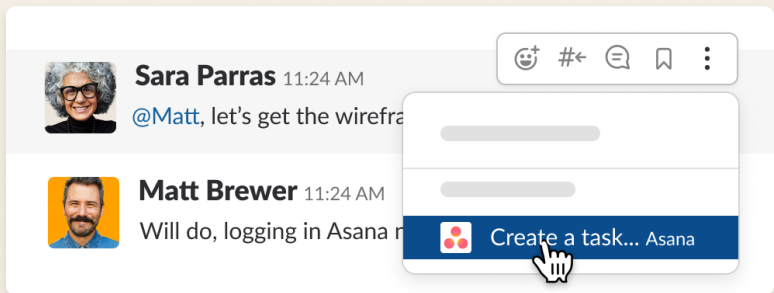 Sara Parras 11:24 AM
@Matt, let’s get the
Matt Brewer 11:24 AM
Will do, logging in Asana
Create a task... Asana